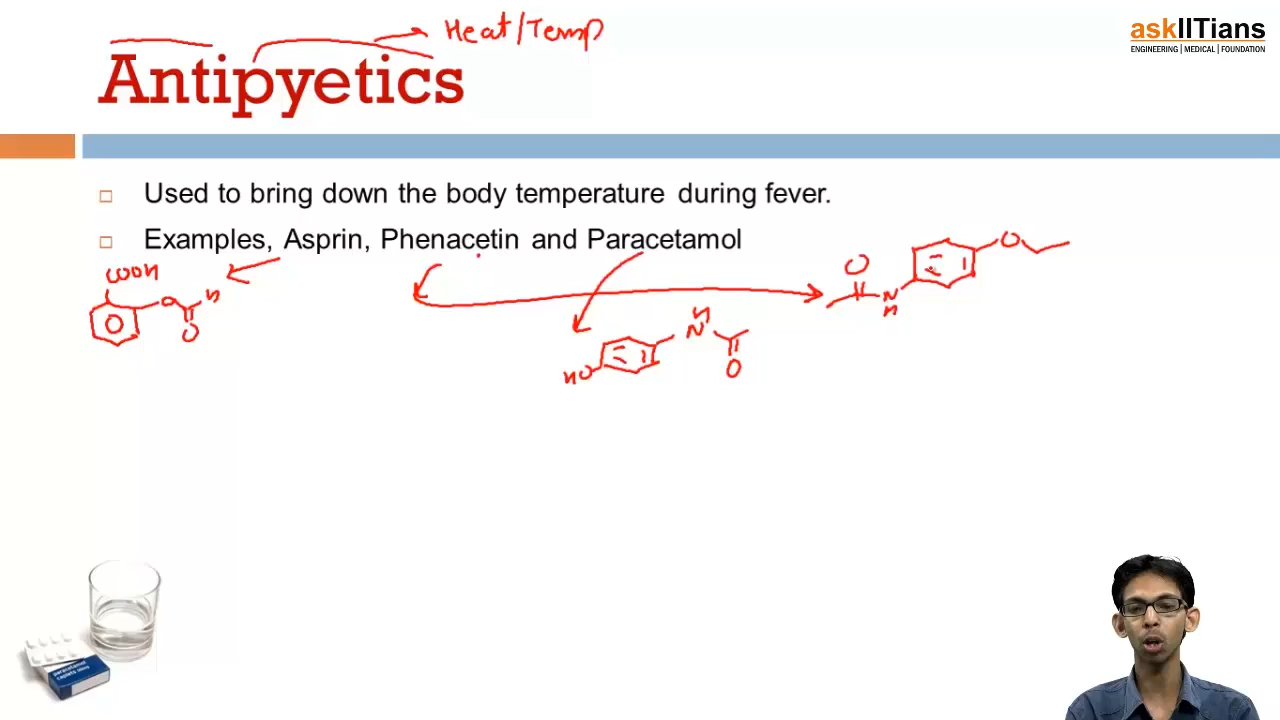 Heat/Temp
askIITians
ENGINEERING | MEDICAL | FOUNDATION
Antipyetics
Used to bring down the body temperature during fever.
Examples, Asprin, Phenacetin and Paracetamol
COOH
O
H
O
O
O
N
H
O
H
N
HO
O
paracetamol